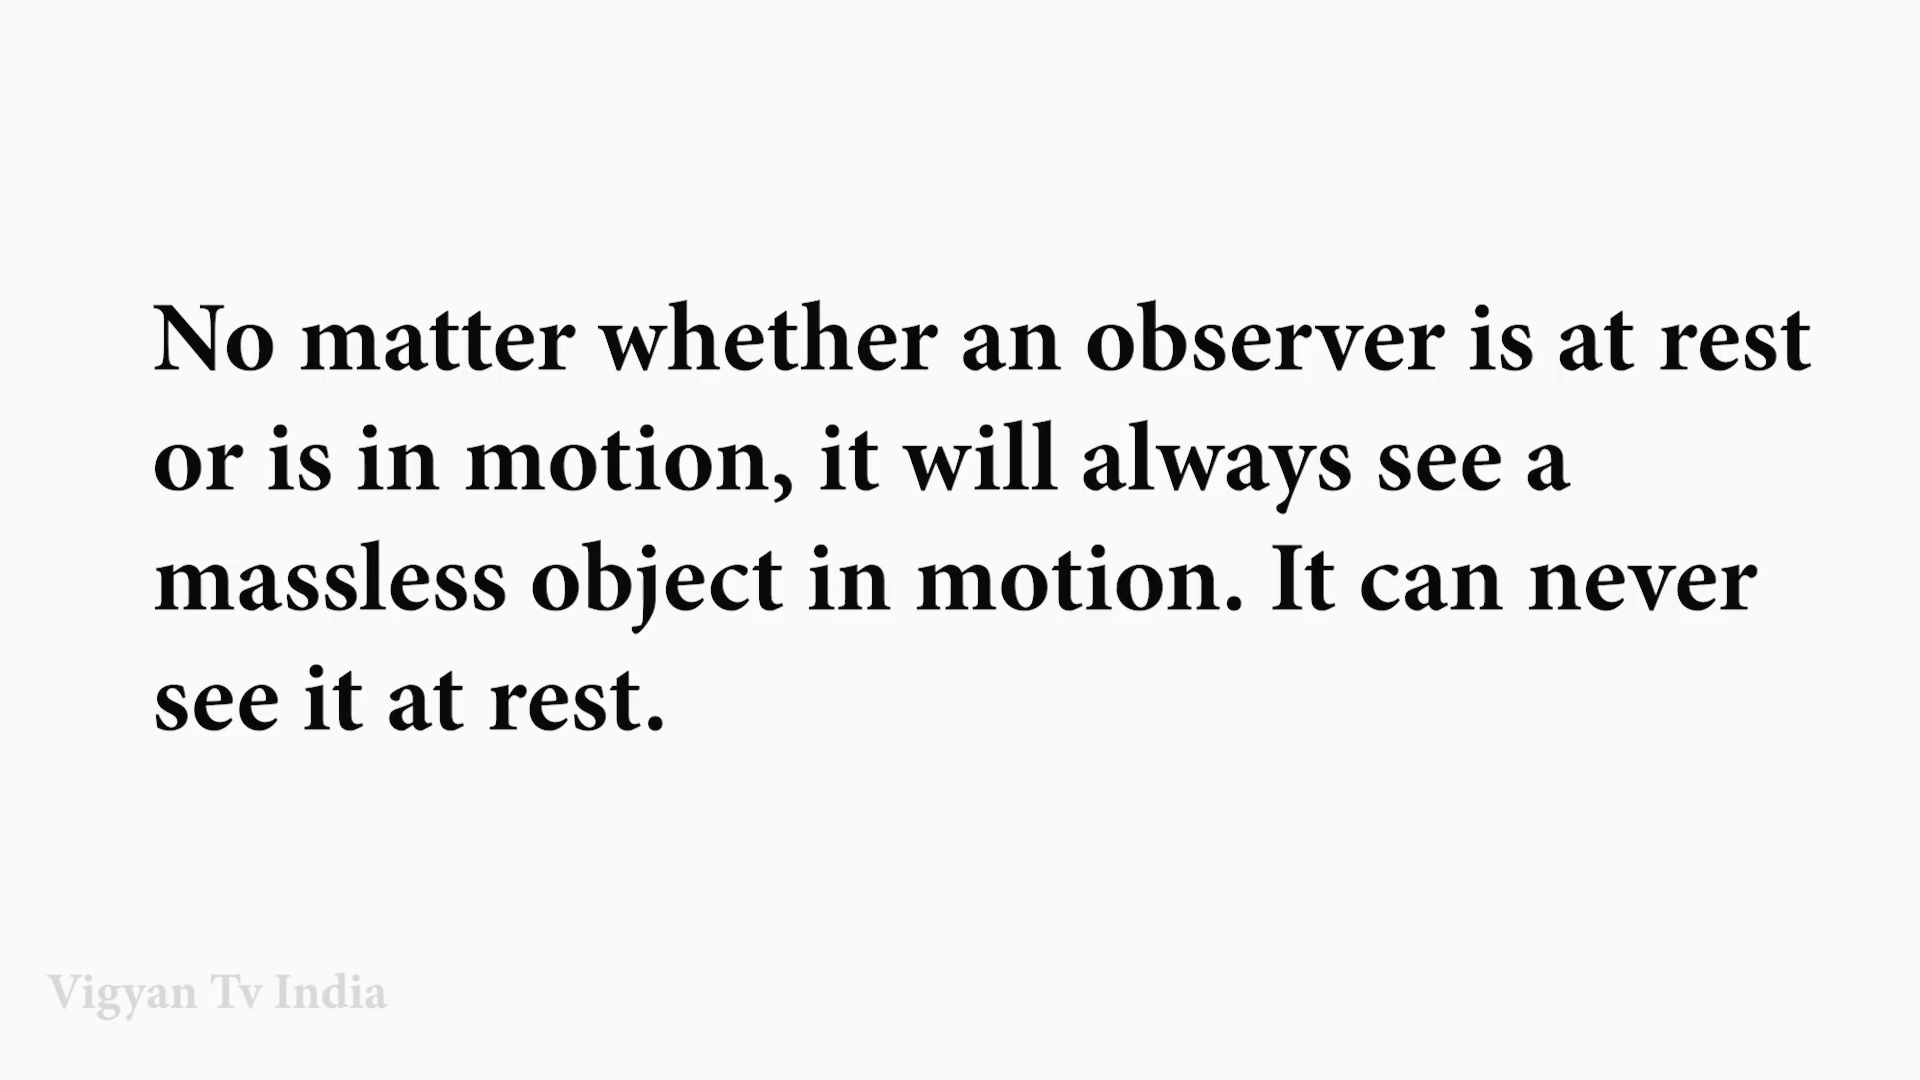 No matter whether an observer is at rest
or is in motion, it will always see a
massless object in motion. It can never
see it at rest.
Vigyan Tv India